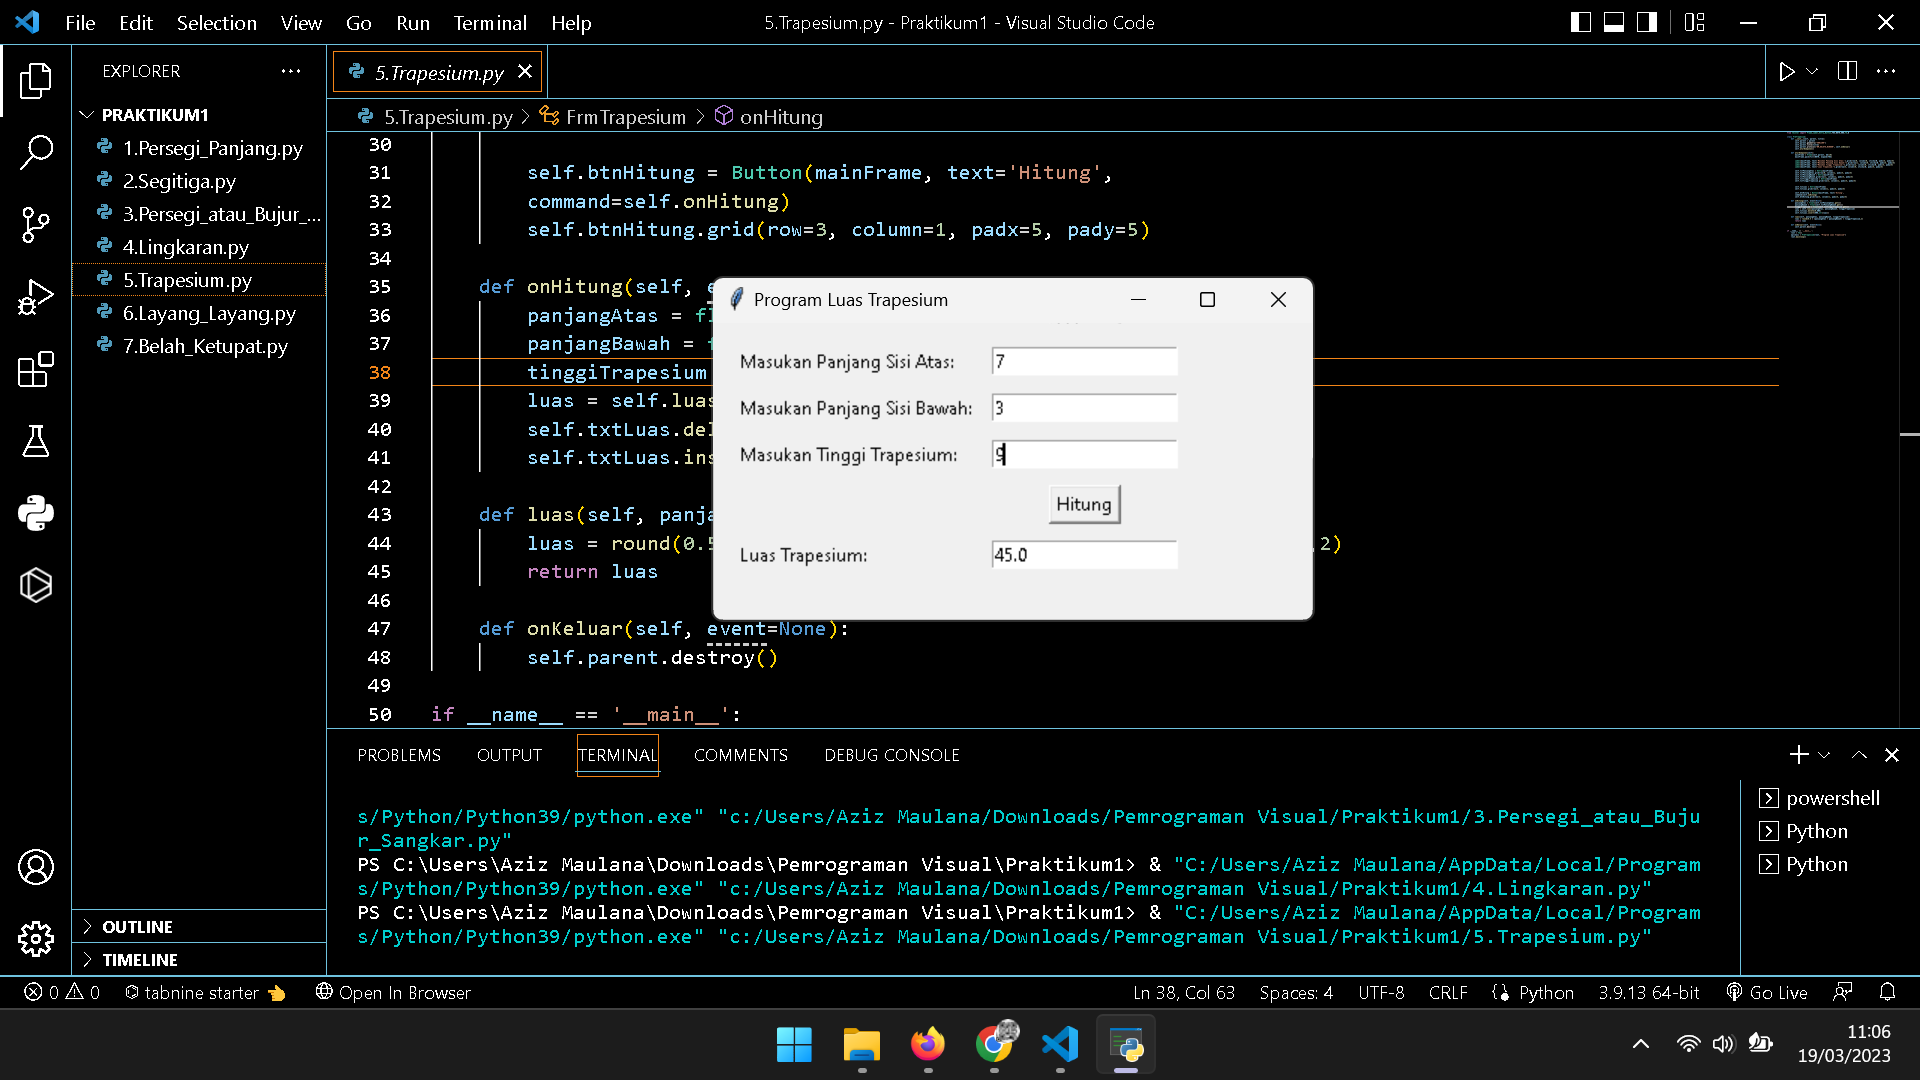 File Edit Selection View Go Run Terminal Help
5.Trapesium.py - Praktikum1 - Visual Studio Code
EXPLORER
PRAKTIKUM1
1.Persegi_Panjang.py
2.Segitiga.py
3.Persegi_atau_Bujur_...
4.Lingkaran.py
5.Trapesium.py
6.Layang_Layang.py
7.Belah_Ketupat.py
OUTLINE
TIMELINE
5.Trapesium.py
5.Trapesium.py > FrmTrapesium > onHitung
30
31 self.btnHitung = Button(mainFrame, text='Hitung',
32 command=self.onHitung)
33 self.btnHitung.grid(row=3, column=1, padx=5, pady=5)
34
35 def onHitung(self, e
36 panjangAtas = fl
37 panjangBawah = f
38 tinggiTrapesium
39 luas = self.luas
40 self.txtLuas.del
41 self.txtLuas.ins
42
43 def luas(self, panja
44 luas = round(0.5 ,2)
45 return luas
46
47 def onKeluar(self, event=None):
48 self.parent.destroy()
49
50 if __name__ == '__main__':
Program Luas Trapesium
Masukan Panjang Sisi Atas: 7
Masukan Panjang Sisi Bawah: 3
Masukan Tinggi Trapesium: 9
Hitung
Luas Trapesium: 45.0
PROBLEMS OUTPUT TERMINAL COMMENTS DEBUG CONSOLE
s/Python/Python39/python.exe" "c:/Users/Aziz Maulana/Downloads/Pemrograman Visual/Praktikum1/3.Persegi_atau_Buju
r_Sangkar.py"
PS C:\Users\Aziz Maulana\Downloads\Pemrograman Visual\Praktikum1> & "C:/Users/Aziz Maulana/AppData/Local/Program
s/Python/Python39/python.exe" "c:/Users/Aziz Maulana/Downloads/Pemrograman Visual/Praktikum1/4.Lingkaran.py"
PS C:\Users\Aziz Maulana\Downloads\Pemrograman Visual\Praktikum1> & "C:/Users/Aziz Maulana/AppData/Local/Program
s/Python/Python39/python.exe" "c:/Users/Aziz Maulana/Downloads/Pemrograman Visual/Praktikum1/5.Trapesium.py"
powershell
Python
Python
0 0 tabnine starter Open In Browser Ln 38, Col 63 Spaces: 4 UTF-8 CRLF Python 3.9.13 64-bit Go Live
11:06
19/03/2023